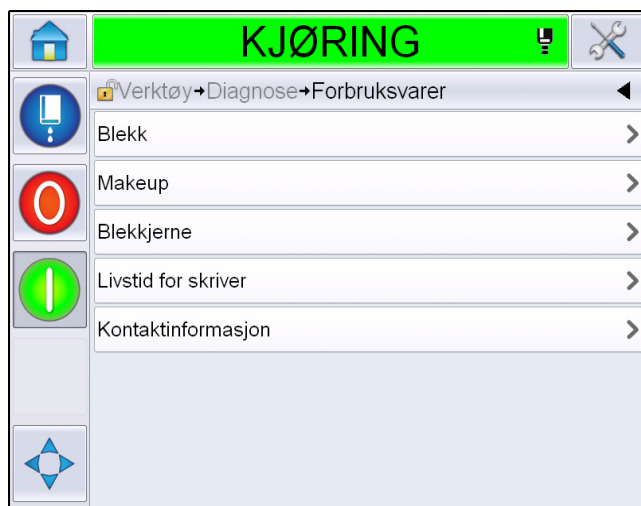 KJØRING
Verktøy→Diagnose→Forbruksvarer
Blekk
Makeup
Blekkjerne
Livstid for skriver
Kontaktinformasjon